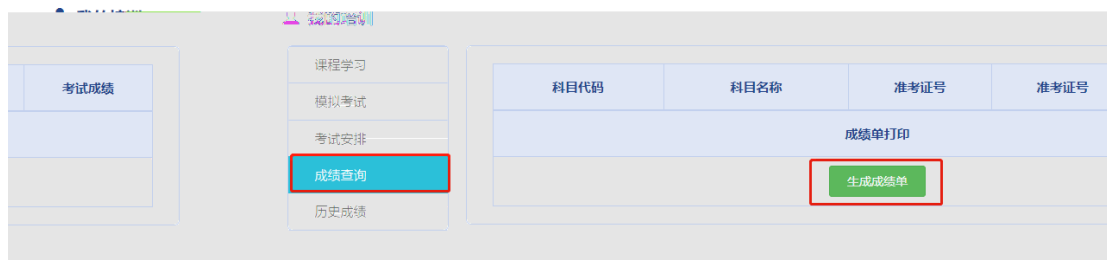 考试成绩
课程学习
模拟考试
考试安排
成绩查询
历史成绩
科目代码 科目名称 准考证号 准考证号
成绩单打印
生成成绩单